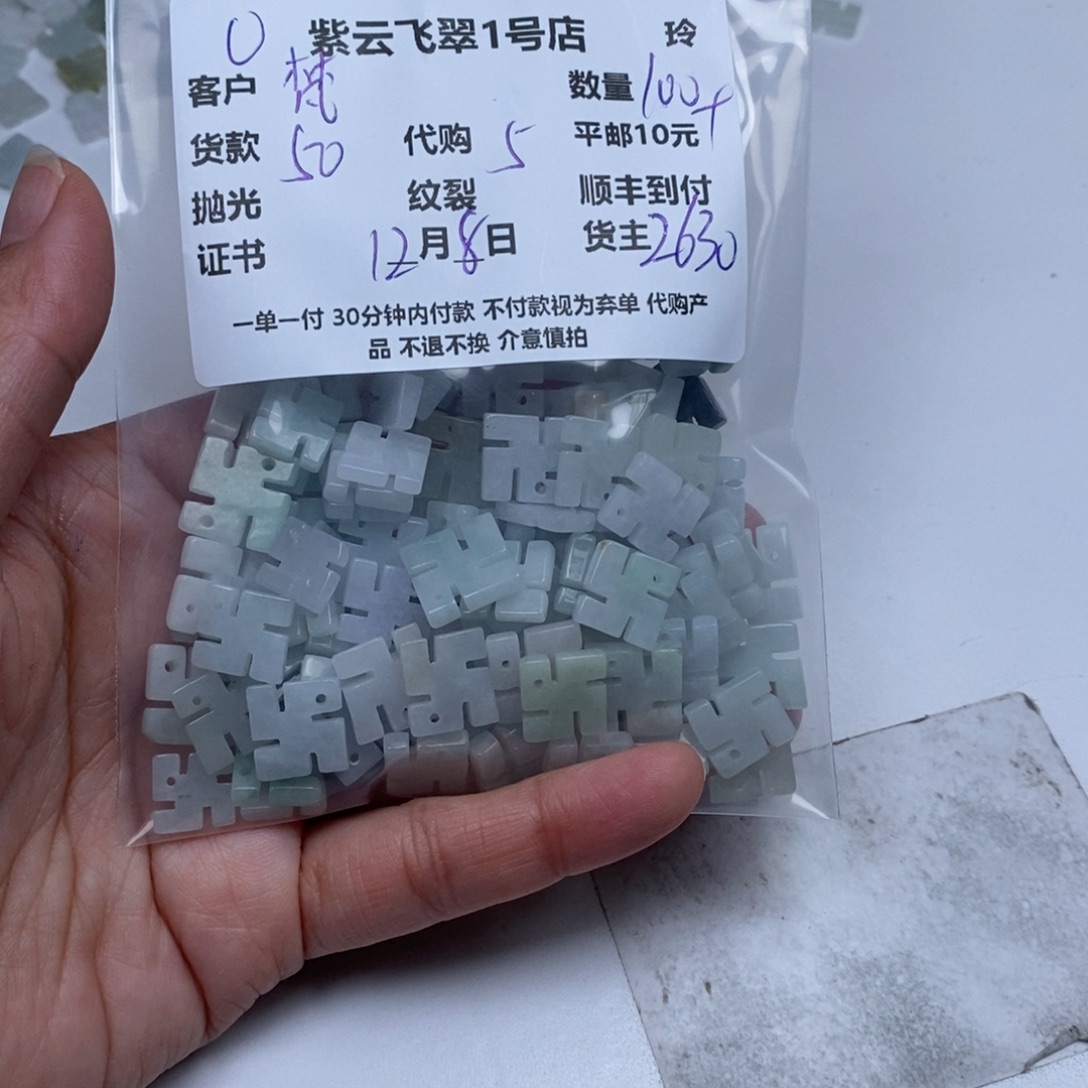 0 紫云飞翠1号店 玲
客户 梵 数量 100+
货款 50 代购 5 平邮10元
抛光 纹裂 顺丰到付
证书 12月8日 货主 2630
一单一付 30分钟内付款 不付款视为弃单 代购产
品 不退不换 介意慎拍